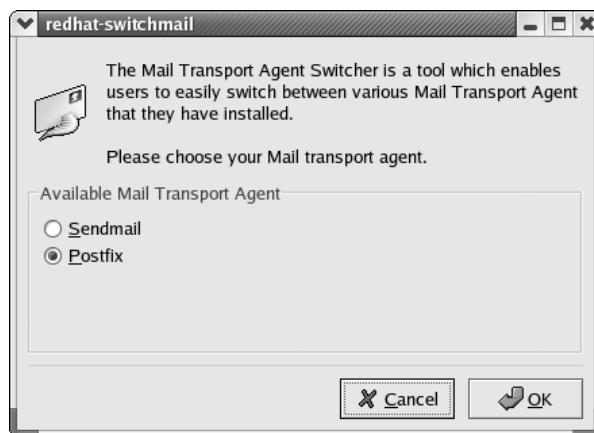 redhat-switchmail
The Mail Transport Agent Switcher is a tool which enables
users to easily switch between various Mail Transport Agent
that they have installed.
Please choose your Mail transport agent.
Available Mail Transport Agent
Sendmail
Postfix
Cancel
OK